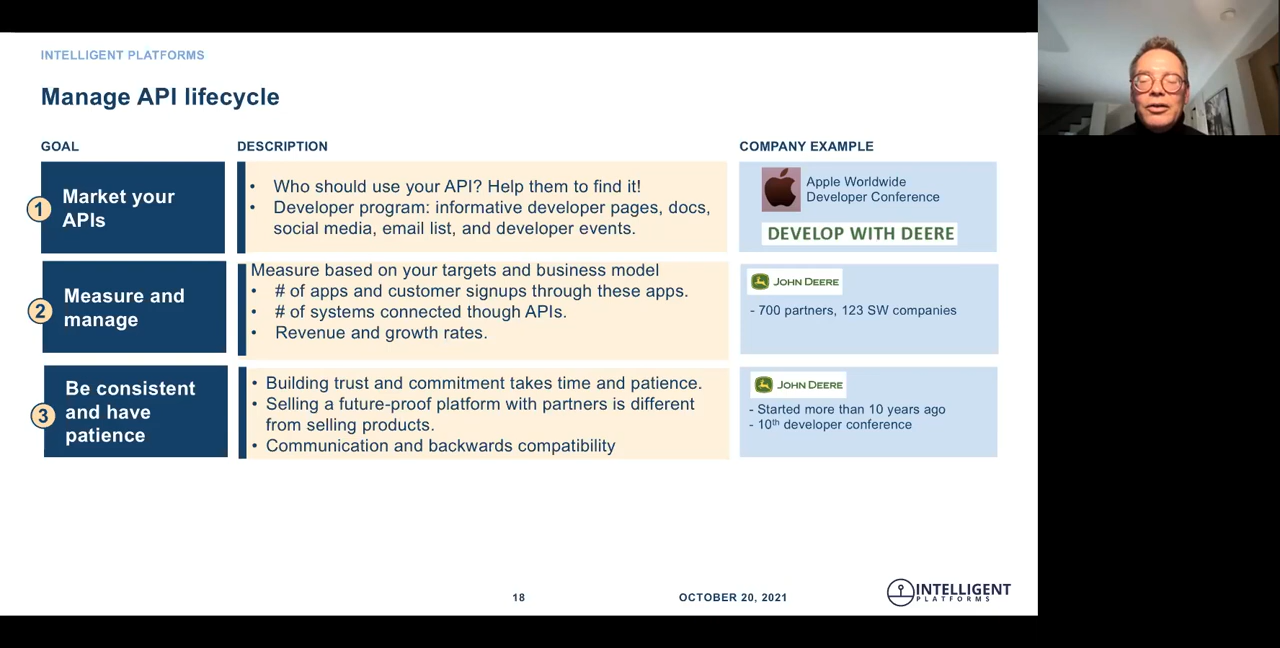 INTELLIGENT PLATFORMS
Manage API lifecycle
GOAL
DESCRIPTION
COMPANY EXAMPLE
1
Market your
APIs
• Who should use your API? Help them to find it!
• Developer program: informative developer pages, docs,
social media, email list, and developer events.
Apple Worldwide
Developer Conference
DEVELOP WITH DEERE
2
Measure and
manage
Measure based on your targets and business model
• # of apps and customer signups through these apps.
• # of systems connected though APIs.
• Revenue and growth rates.
JOHN DEERE
- 700 partners, 123 SW companies
3
Be consistent
and have
patience
• Building trust and commitment takes time and patience.
• Selling a future-proof platform with partners is different
from selling products.
• Communication and backwards compatibility
JOHN DEERE
- Started more than 10 years ago
- 10th developer conference
18
OCTOBER 20, 2021
INTELLIGENT
PLATFORMS